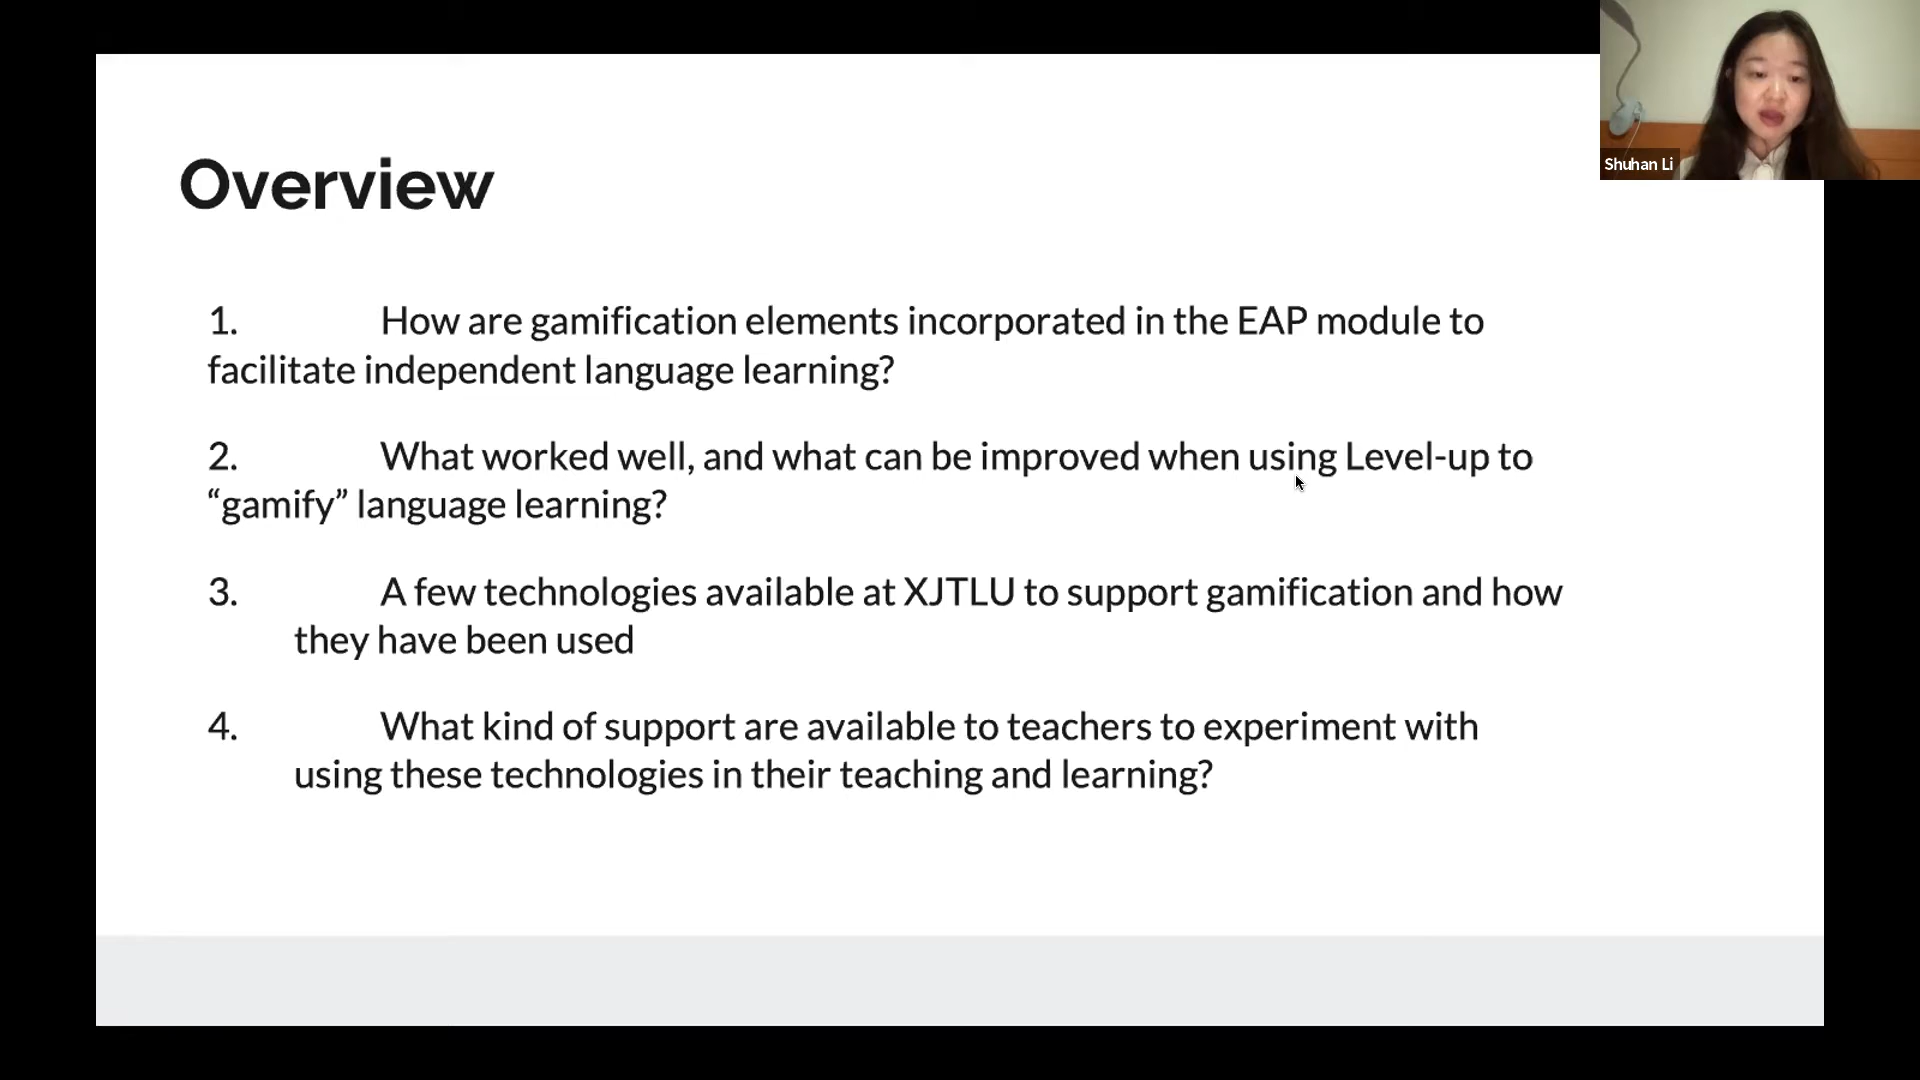 Overview
1. How are gamification elements incorporated in the EAP module to
facilitate independent language learning?
2. What worked well, and what can be improved when using Level-up to
“gamify” language learning?
3. A few technologies available at XJTLU to support gamification and how
they have been used
4. What kind of support are available to teachers to experiment with
using these technologies in their teaching and learning?
Shuhan Li